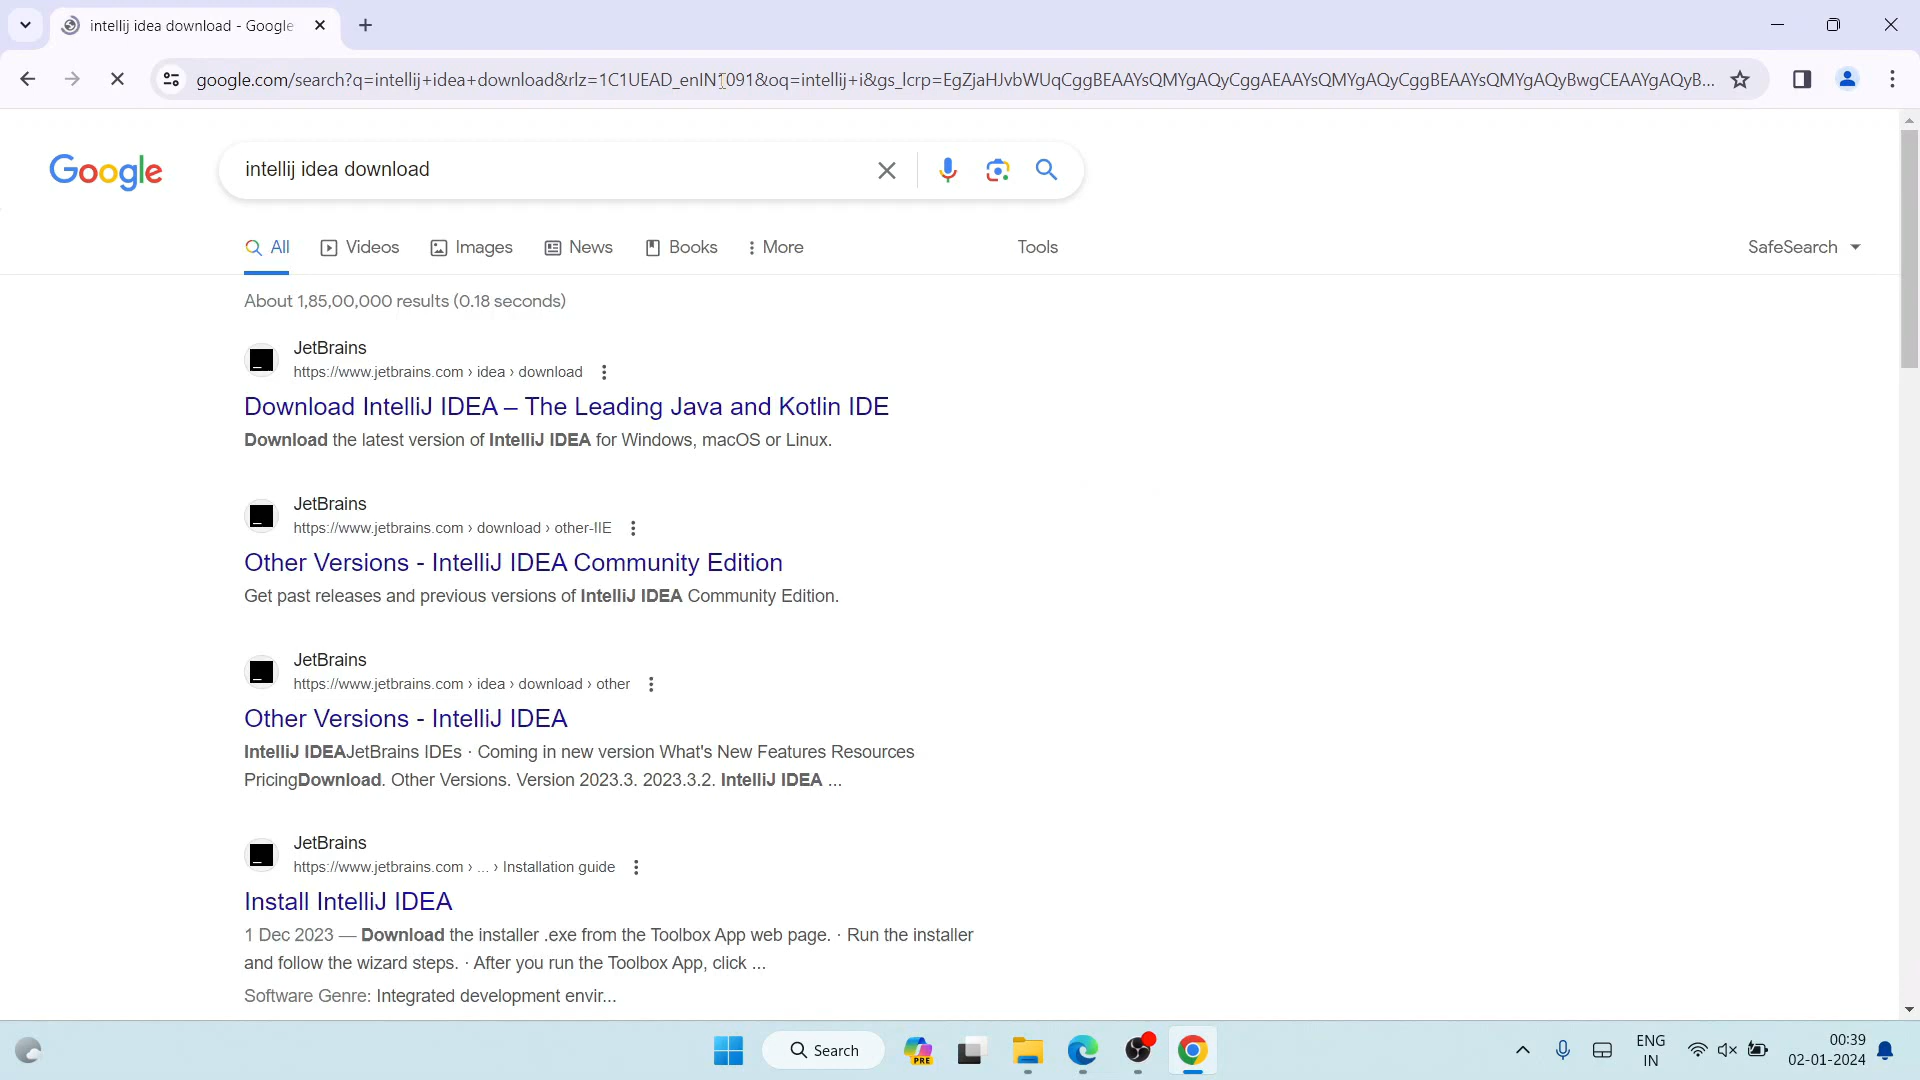 intellij idea download - Google
google.com/search?q=intellij+idea+download&rlz=1C1UEAD_enIN1091&oq=intellij+i&gs_lcrp=EgZjaHJvbWUqCggBEAAYsQMYgAQyCggAEAAYsQMYgAQyCggBEAAYsQMYgAQyBwgCEAAYgAQyB...
Google
intellij idea download
All Videos Images News Books More Tools SafeSearch
About 1,85,00,000 results (0.18 seconds)
JetBrains
https://www.jetbrains.com › idea › download
Download IntelliJ IDEA – The Leading Java and Kotlin IDE
Download the latest version of IntelliJ IDEA for Windows, macOS or Linux.
JetBrains
https://www.jetbrains.com › download › other-IIE
Other Versions - IntelliJ IDEA Community Edition
Get past releases and previous versions of IntelliJ IDEA Community Edition.
JetBrains
https://www.jetbrains.com › idea › download › other
Other Versions - IntelliJ IDEA
IntelliJ IDEAJetBrains IDEs · Coming in new version What's New Features Resources
PricingDownload. Other Versions. Version 2023.3. 2023.3.2. IntelliJ IDEA ...
JetBrains
https://www.jetbrains.com › ... › Installation guide
Install IntelliJ IDEA
1 Dec 2023 — Download the installer .exe from the Toolbox App web page. · Run the installer
and follow the wizard steps. · After you run the Toolbox App, click ...
Software Genre: Integrated development envir...
Search
PRE
ENG
IN
00:39
02-01-2024